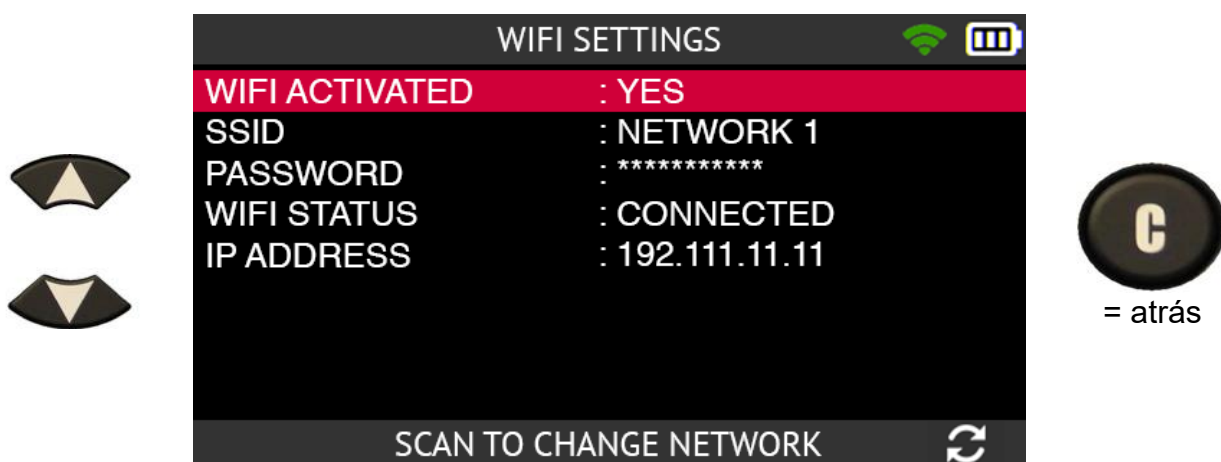 WIFI SETTINGS
WIFI ACTIVATED : YES
SSID : NETWORK 1
PASSWORD : ***********
WIFI STATUS : CONNECTED
IP ADDRESS : 192.111.11.11
SCAN TO CHANGE NETWORK
C
= atrás